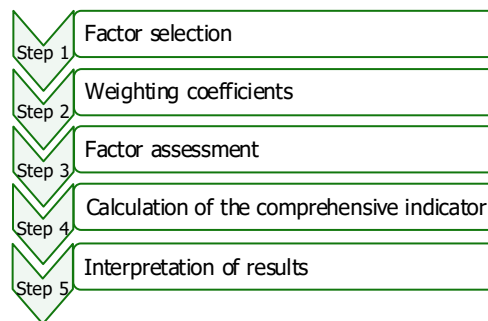 Step 1
Factor selection
Step 2
Weighting coefficients
Step 3
Factor assessment
Step 4
Calculation of the comprehensive indicator
Step 5
Interpretation of results